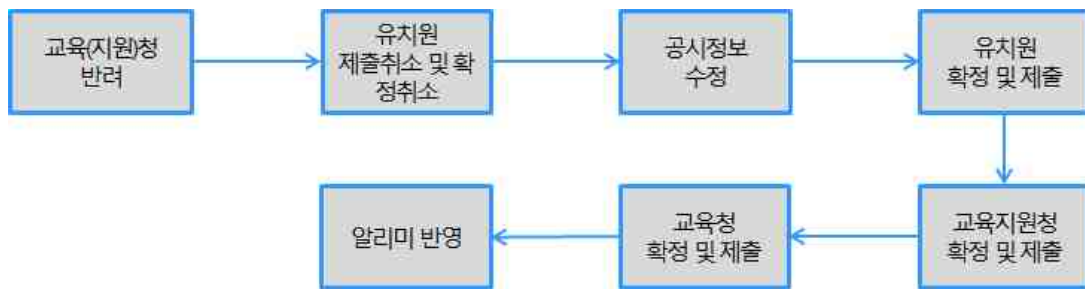 교육(지원)청
반려
유치원
제출취소 및 확
정취소
공시정보
수정
유치원
확정 및 제출
교육지원청
확정 및 제출
교육청
확정 및 제출
알리미 반영